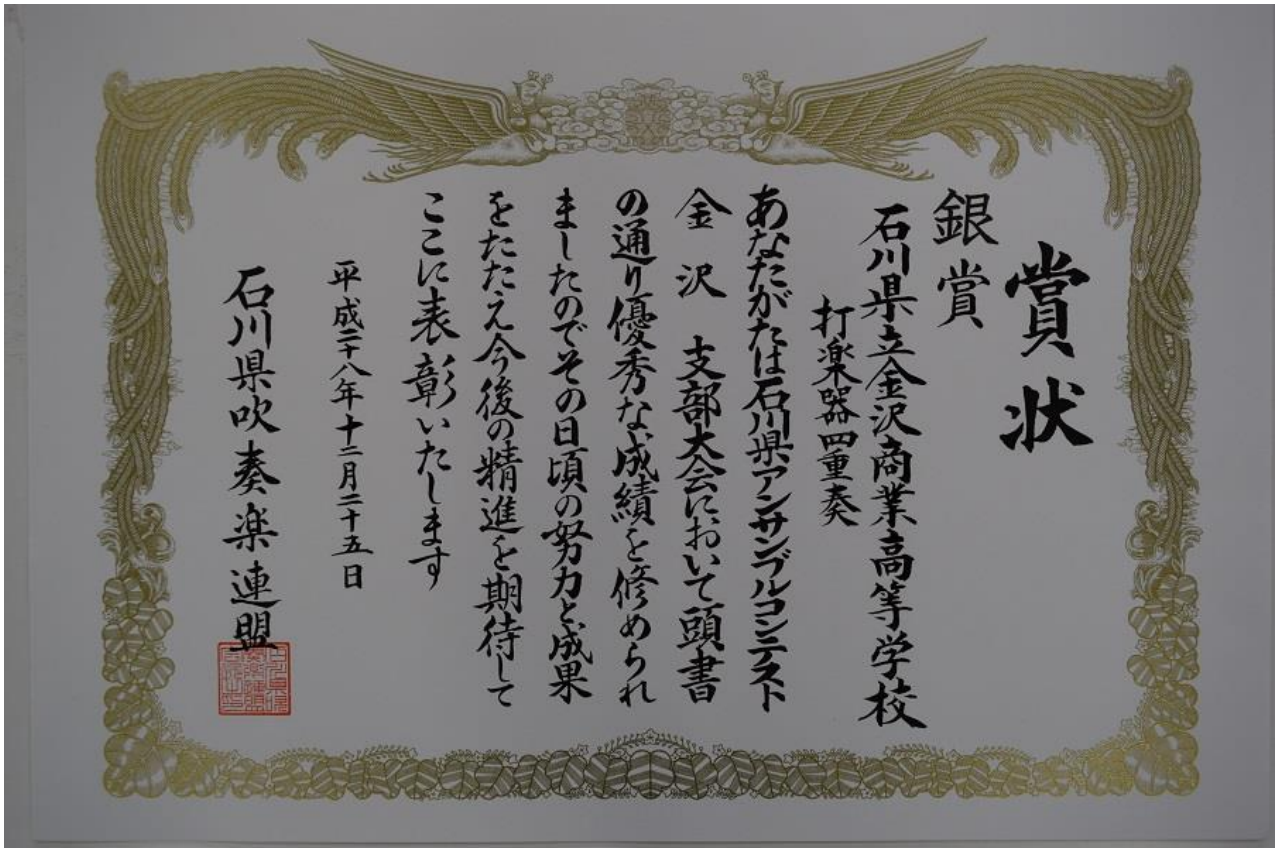 賞状
銀賞
石川県立金沢商業高等学校
打楽器四重奏
あなたがたは石川県アンサンブルコンテスト
金沢 支部大会において頭書
の通り優秀な成績を修められ
ましたのでその日頃の努力と成果
をたたえ今後の精進を期待して
ここに表彰いたします
平成二十八年十二月二十五日
石川県吹奏楽連盟